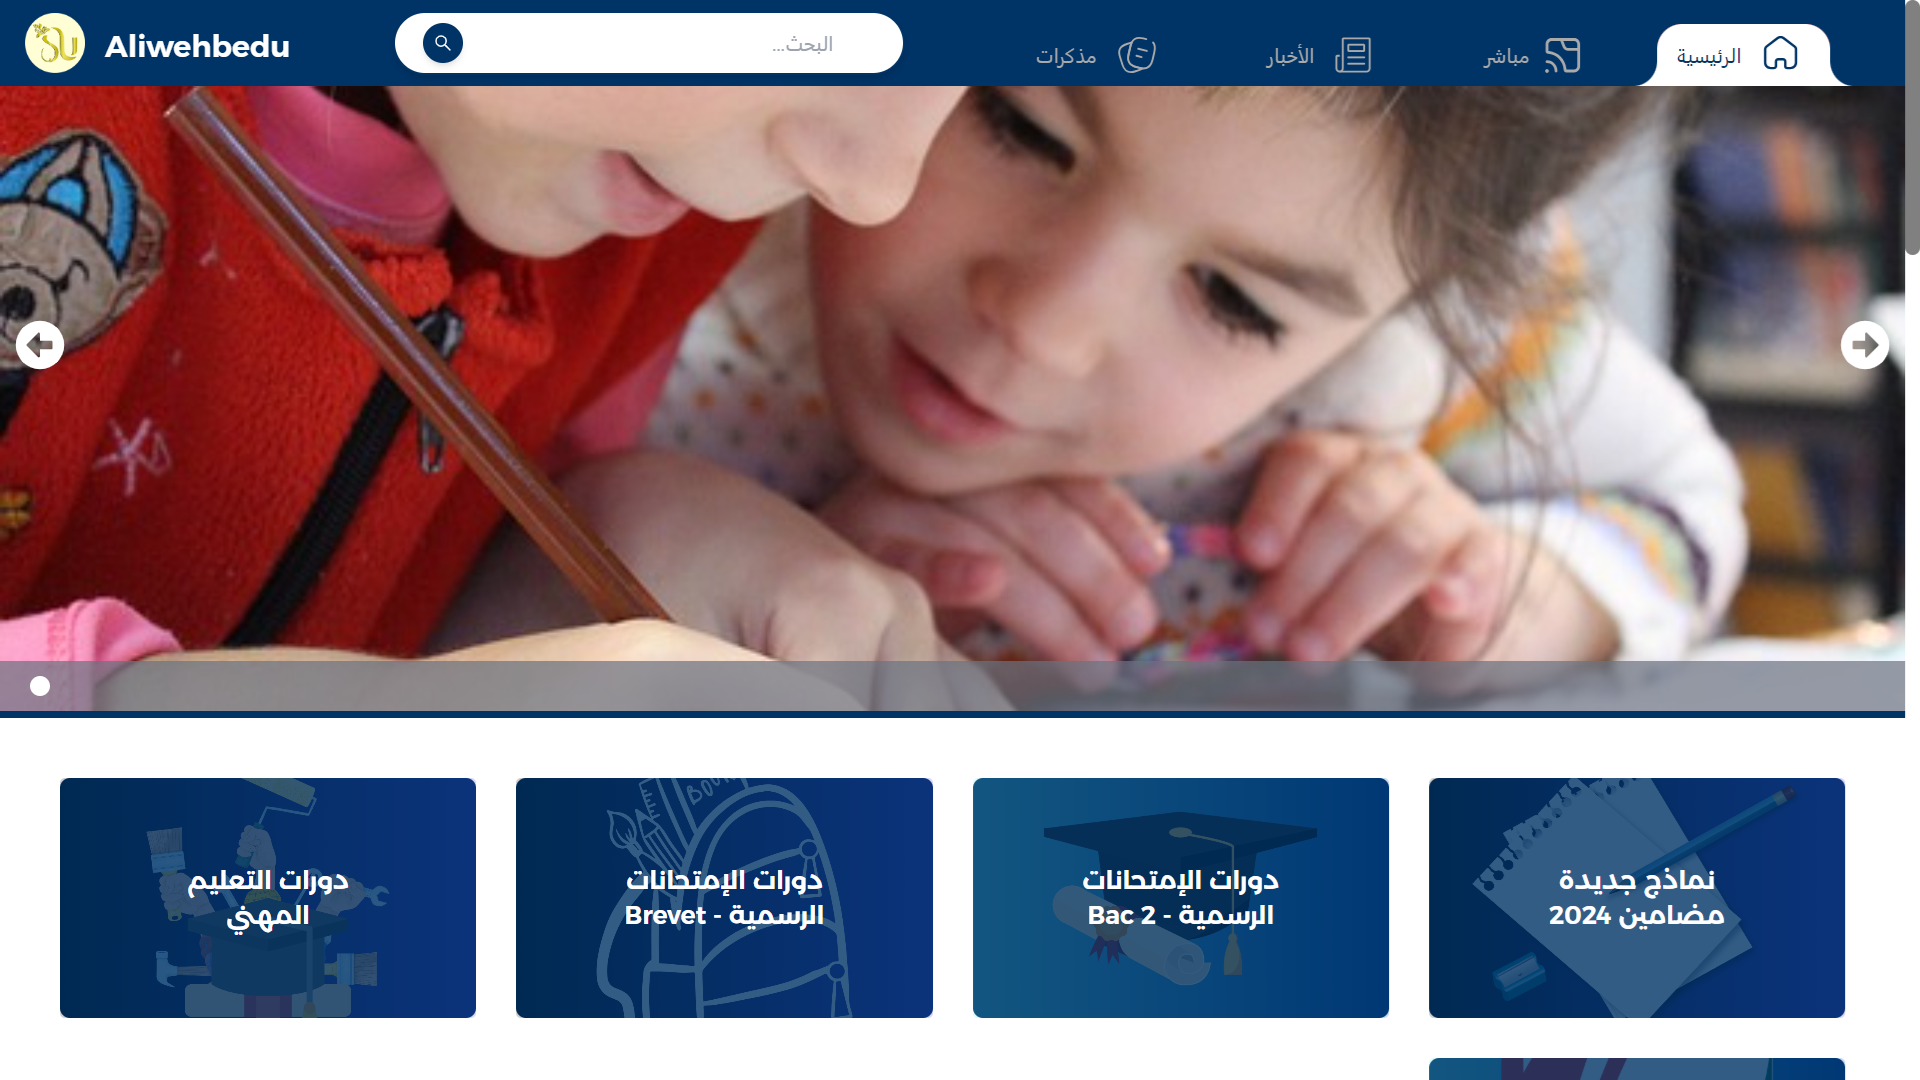 Aliwehbedu
البحث...
الرئيسية
مباشر
الأخبار
مذكرات
نماذج جديدة
مضامين 2024
دورات الإمتحانات
الرسمية - Bac 2
دورات الإمتحانات
الرسمية - Brevet
دورات التعليم
المهني